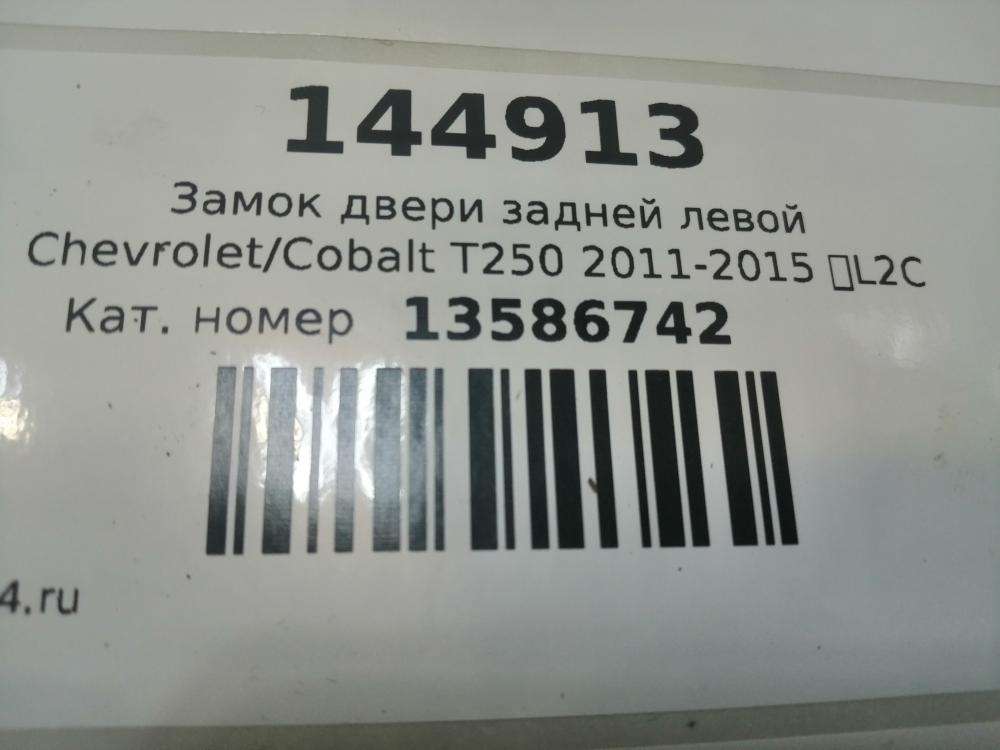 144913
Замок двери задней левой
Chevrolet/Cobalt T250 2011-2015 ▯L2C
Кат. номер 13586742
4.ru